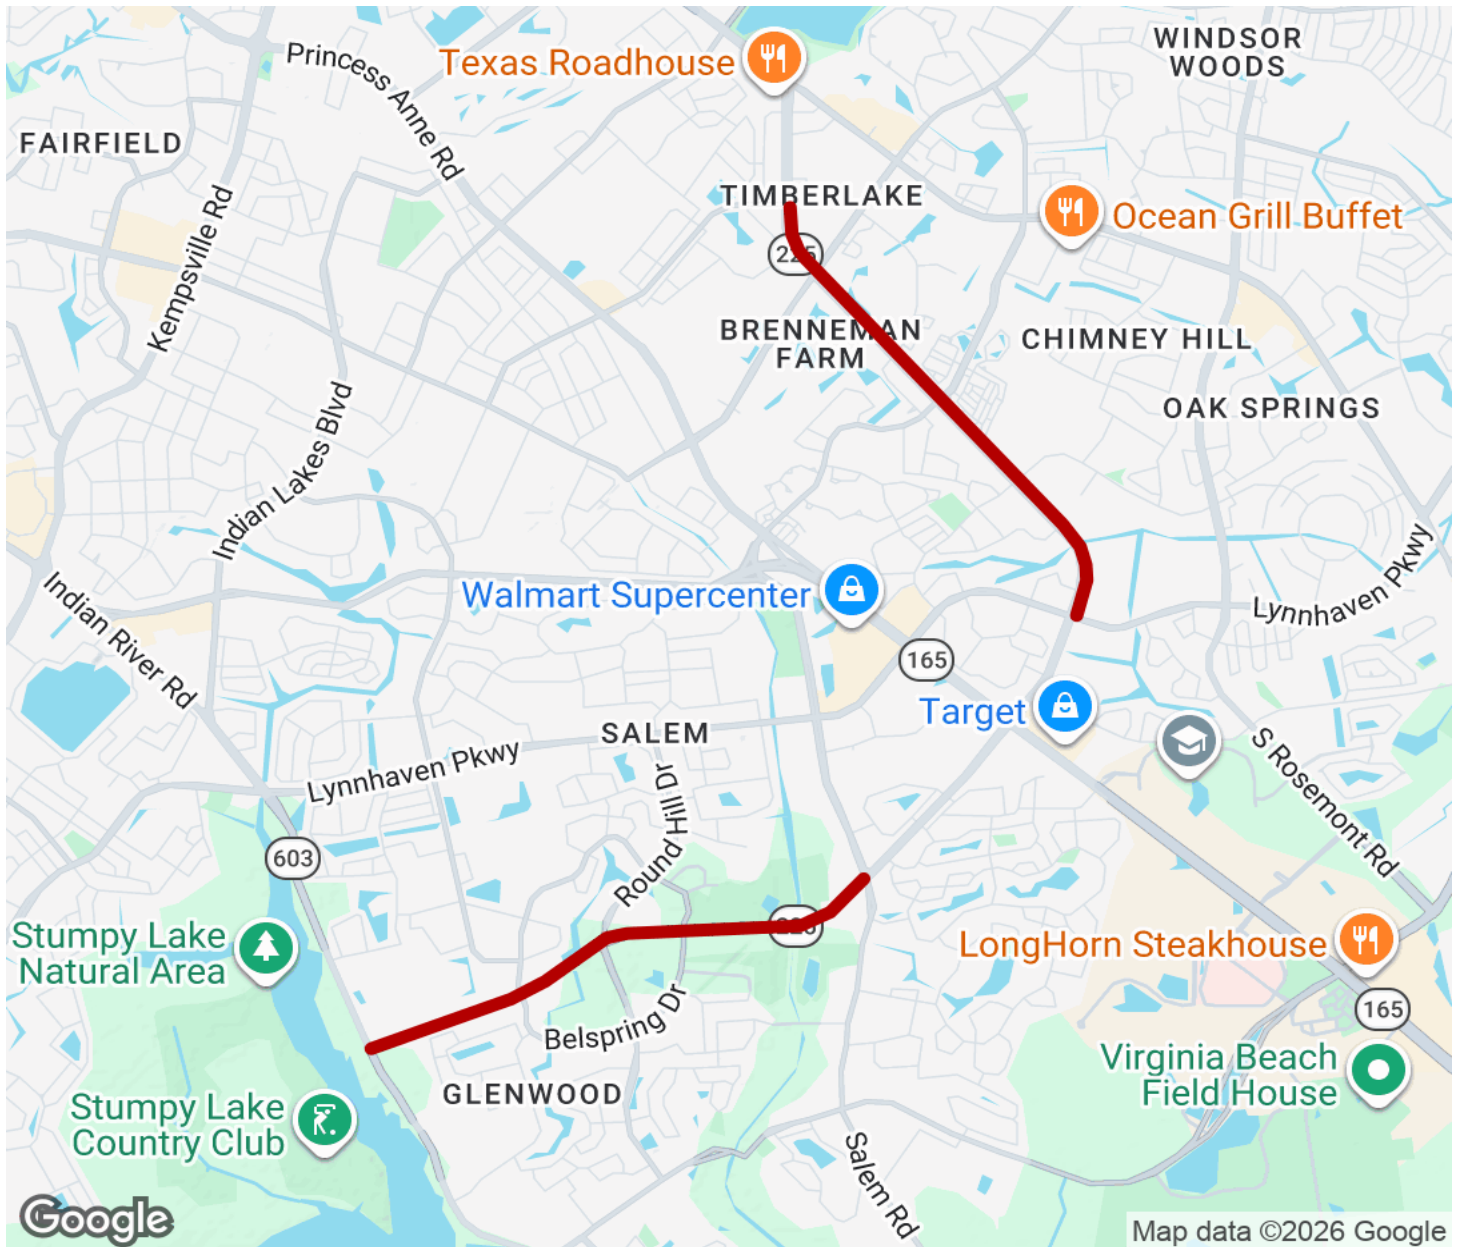 Princess Anne Rd
Texas Roadhouse
WINDSOR
WOODS
FAIRFIELD
Kempsville Rd
TIMBERLAKE
Ocean Grill Buffet
225
BRENNEMAN
FARM
CHIMNEY HILL
OAK SPRINGS
Indian Lakes Blvd
Indian River Rd
Walmart Supercenter
Lynnhaven Pkwy
165
Target
SALEM
Lynnhaven Pkwy
Round Hill Dr
S Rosemont Rd
603
Stumpy Lake
Natural Area
LongHorn Steakhouse
165
Belspring Dr
GLENWOOD
Virginia Beach
Field House
Stumpy Lake
Country Club
Salem Rd
Google
Map data ©2026 Google